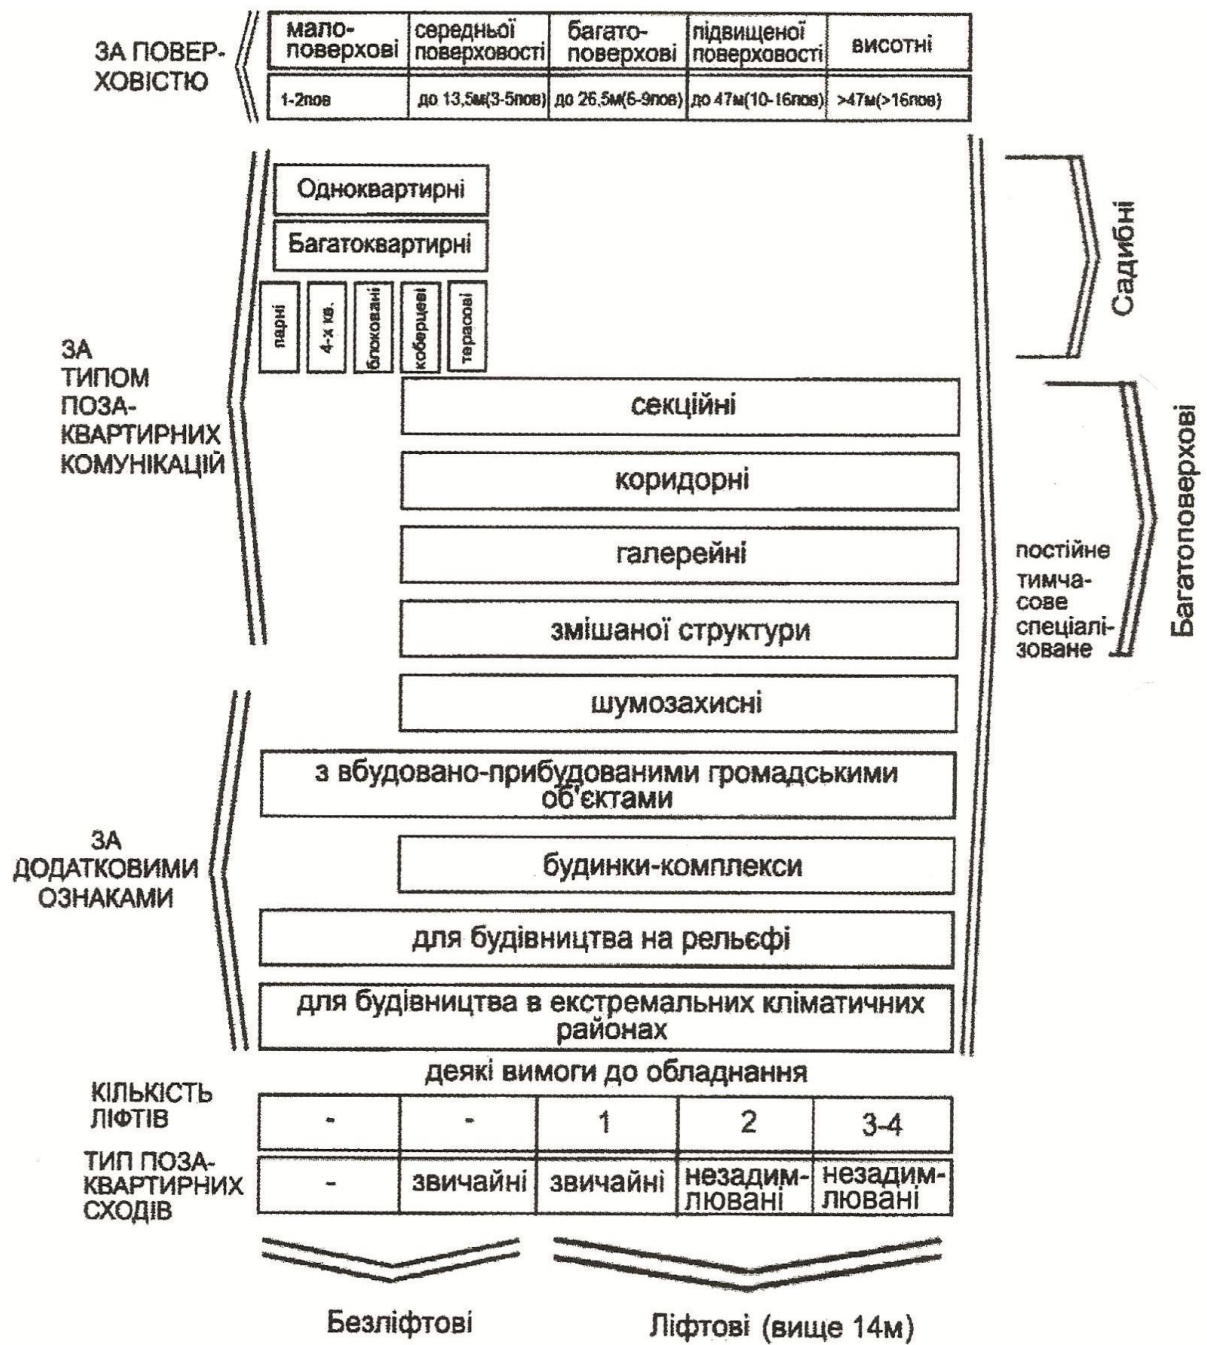 ЗА ПОВЕР-
ХОВІСТЮ
мало-
поверхові
середньої
поверховості
багато-
поверхові
підвищеної
поверховості
висотні
1-2пов
до 13,5м(3-5пов)
до 26,5м(6-9пов)
до 47м(10-16пов)
>47м(>16пов)
ЗА
ТИПОМ
ПОЗА-
КВАРТИРНИХ
КОМУНІКАЦІЙ
Одноквартирні
Багатоквартирні
парні
4-х кв.
блоковані
коберцеві
терасові
секційні
коридорні
галерейні
змішаної структури
шумозахисні
Садибні
Багатоповерхові
постійне
тимча-
сове
спеціалі-
зоване
ЗА
ДОДАТКОВИМИ
ОЗНАКАМИ
з вбудовано-прибудованими громадськими
об'єктами
будинки-комплекси
для будівництва на рельєфі
для будівництва в екстремальних кліматичних
районах
деякі вимоги до обладнання
КІЛЬКІСТЬ
ЛІФТІВ
-
-
1
2
3-4
ТИП ПОЗА-
КВАРТИРНИХ
СХОДІВ
-
звичайні
звичайні
незадим-
лювані
незадим-
лювані
Безліфтові
Ліфтові (вище 14м)